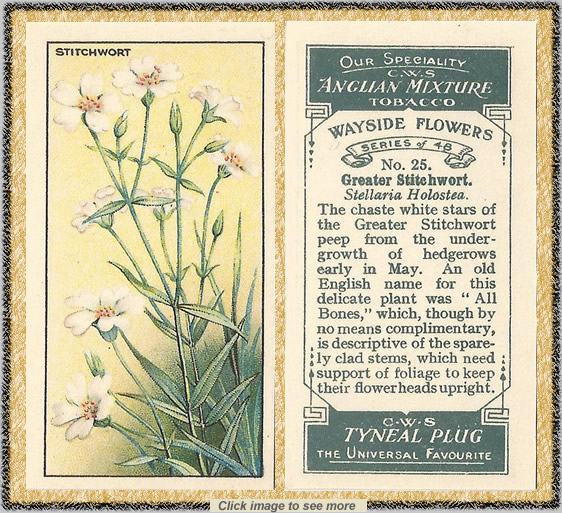 STITCHWORT
OUR SPECIALITY
C.W.S
ANGLIAN MIXTURE
TOBACCO
WAYSIDE FLOWERS
SERIES of 48
No. 25.
Greater Stitchwort.
Stellaria Holostea.
The chaste white stars of
the Greater Stitchwort
peep from the under-
growth of hedgerows
early in May. An old
English name for this
delicate plant was " All
Bones," which, though by
no means complimentary,
is descriptive of the spare-
ly clad stems, which need
support of foliage to keep
their flowerheads upright.
C·W·S
TYNEAL PLUG
THE UNIVERSAL FAVOURITE
Click image to see more